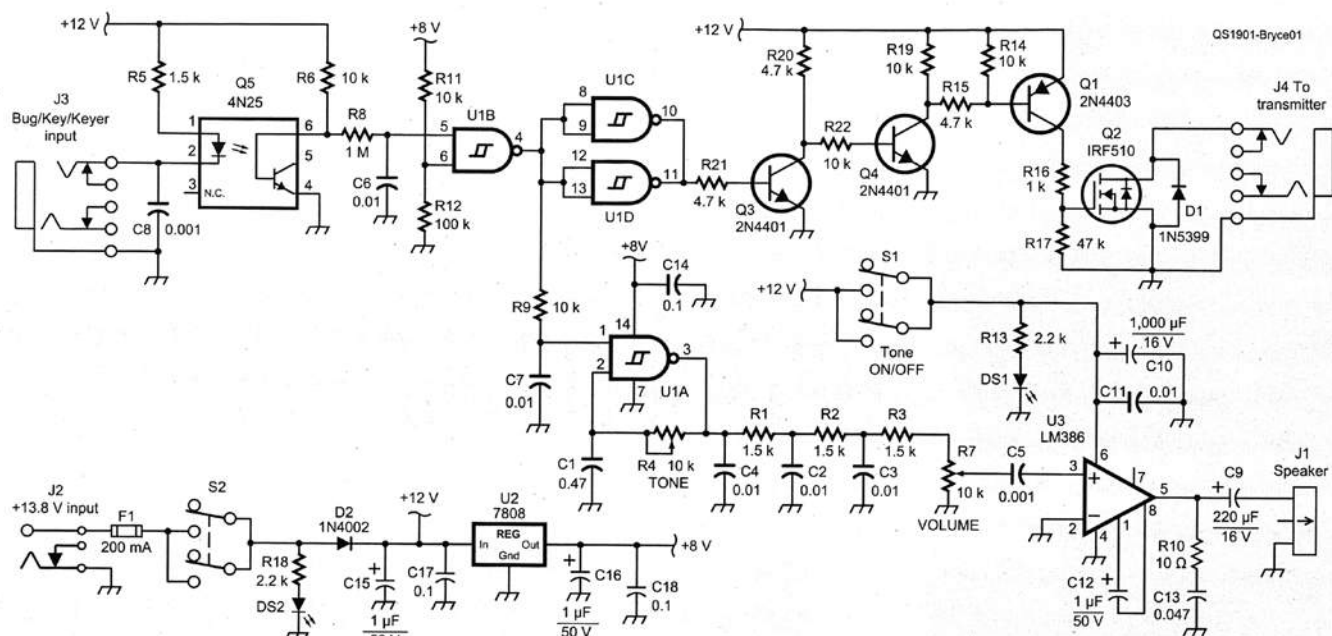 +12 V
R5
1.5 k
Q5
4N25
R6
10 k
J3
Bug/Key/Keyer
input
1
2
3
N.C.
6
5
4
C8
0.001
R8
1 M
C6
0.01
+8 V
R11
10 k
R12
100 k
U1B
5
6
4
U1C
8
9
10
12
13
11
U1D
R21
4.7 k
+12 V
R20
4.7 k
Q3
2N4401
R22
10 k
Q4
2N4401
R19
10 k
R15
4.7 k
R14
10 k
Q1
2N4403
QS1901-Bryce01
J4 To
transmitter
Q2
IRF510
R16
1 k
R17
47 k
D1
1N5399
R9
10 k
C7
0.01
+8V
C14
0.1
1
2
14
3
7
U1A
C1
0.47
R4
10 k
TONE
C4
0.01
R1
1.5 k
C2
0.01
R2
1.5 k
C3
0.01
R3
1.5 k
R7
10 k
VOLUME
C5
0.001
+12 V
S1
Tone
ON/OFF
R13
2.2 k
DS1
+
1,000 µF
16 V
C10
C11
0.01
U3
LM386
3
+
−
2
6
7
5
8
1
4
C12
+
1 µF
50 V
+
C9
220 µF
16 V
R10
10 Ω
C13
0.047
J1
Speaker
J2
+13.8 V input
F1
200 mA
S2
R18
2.2 k
DS2
D2
1N4002
+12 V
C15
+
1 µF
C17
0.1
U2
7808
REG
In
Out
Gnd
+
C16
1 µF
50 V
C18
0.1
+8 V